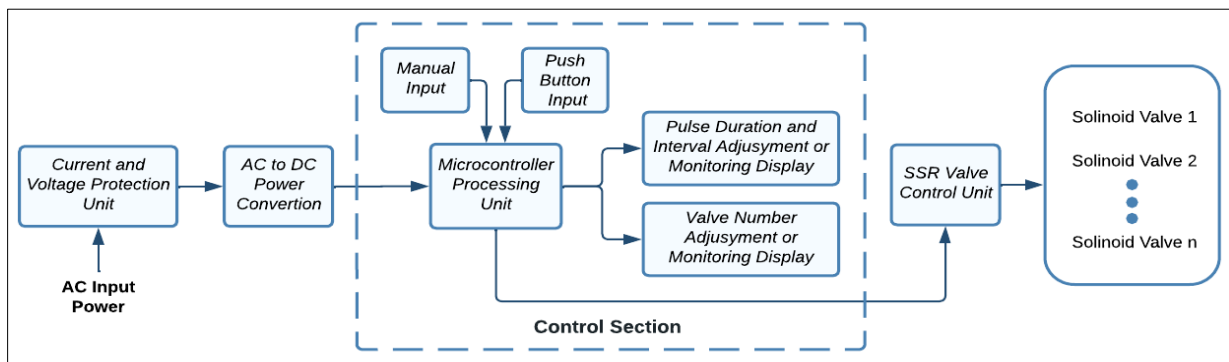 Current and
Voltage Protection
Unit
AC Input
Power
AC to DC
Power
Convertion
Manual
Input
Push
Button
Input
Microcontroller
Processing
Unit
Pulse Duration and
Interval Adjusyment or
Monitoring Display
Valve Number
Adjusyment or
Monitoring Display
Control Section
SSR Valve
Control Unit
Solinoid Valve 1
Solinoid Valve 2
Solinoid Valve n